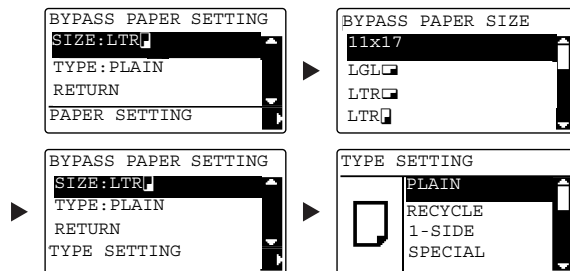 BYPASS PAPER SETTING
SIZE:LTR
TYPE:PLAIN
RETURN
PAPER SETTING
BYPASS PAPER SIZE
11x17
LGL
LTR
LTR
BYPASS PAPER SETTING
SIZE:LTR
TYPE:PLAIN
RETURN
TYPE SETTING
TYPE SETTING
PLAIN
RECYCLE
1-SIDE
SPECIAL